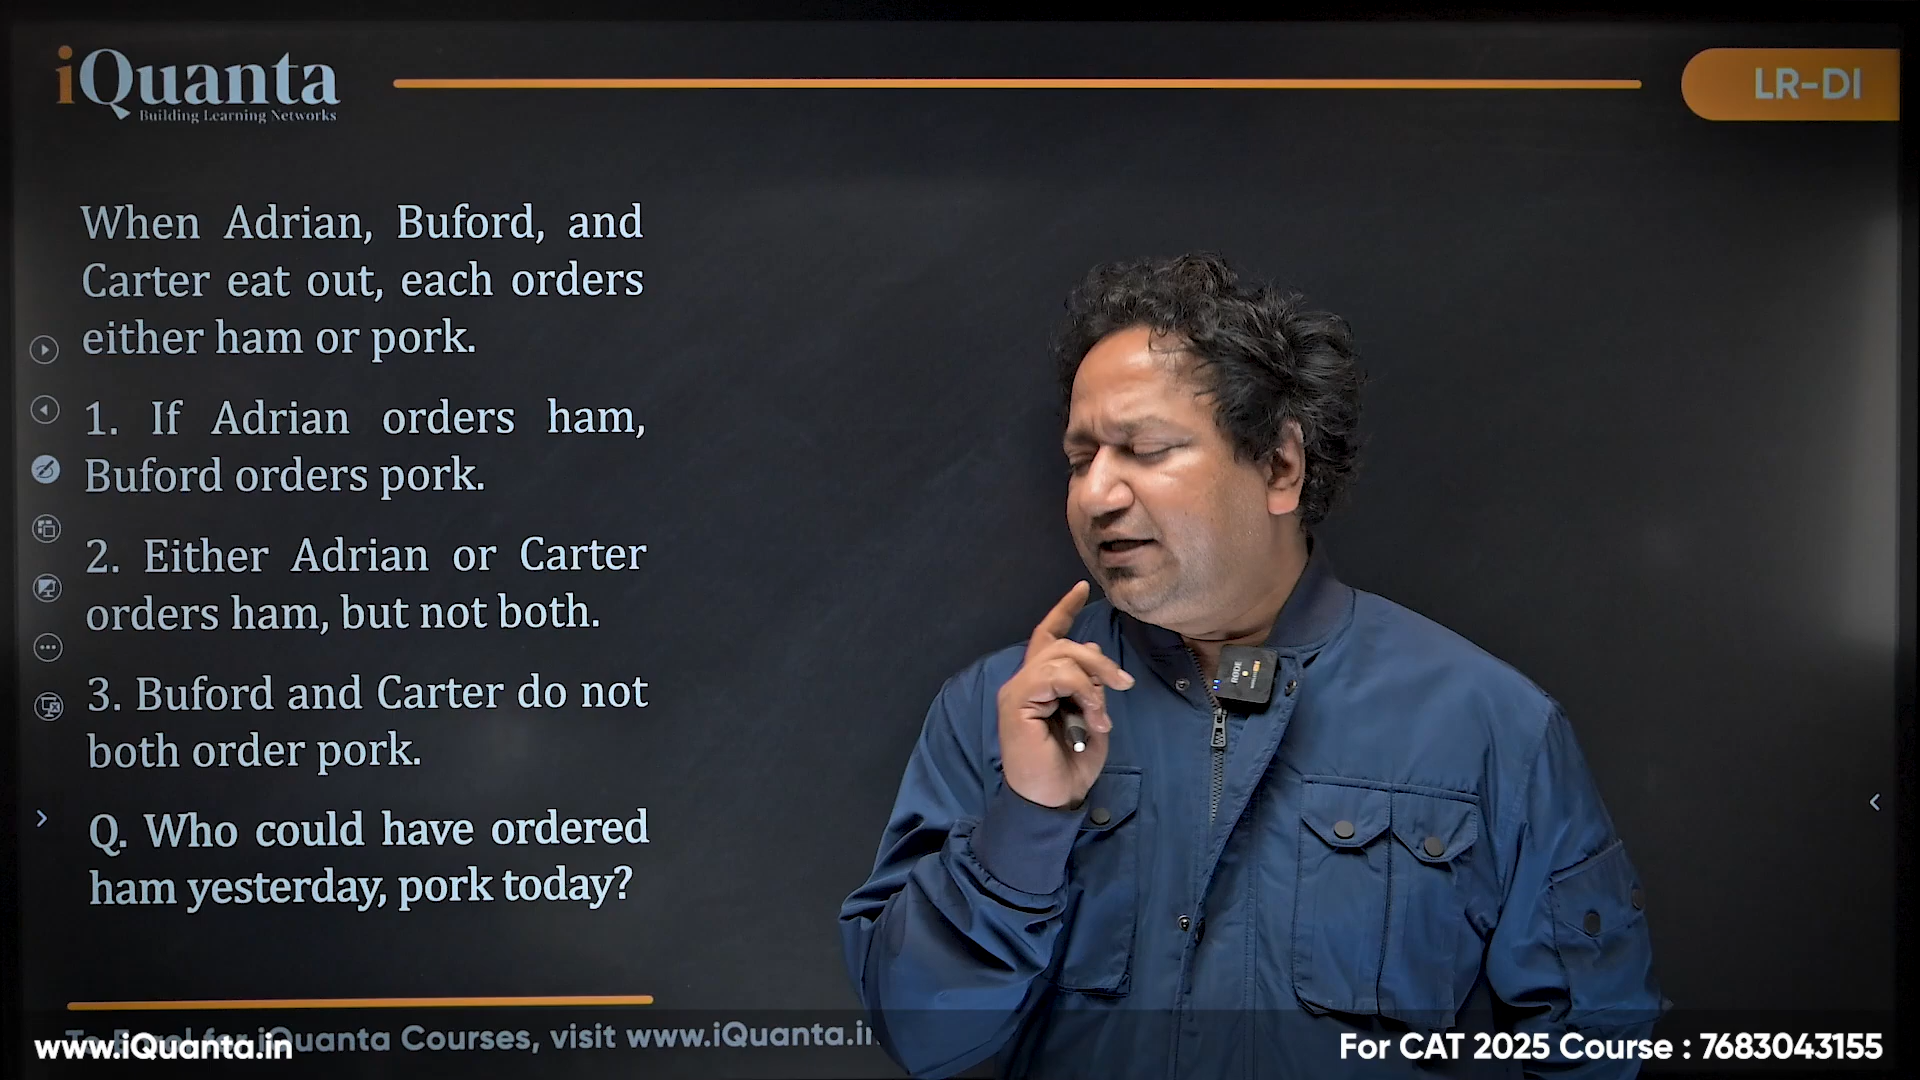 iQuanta
Building Learning Networks
LR-DI
When Adrian, Buford, and
Carter eat out, each orders
either ham or pork.
1. If Adrian orders ham,
Buford orders pork.
2. Either Adrian or Carter
orders ham, but not both.
3. Buford and Carter do not
both order pork.
Q. Who could have ordered
ham yesterday, pork today?
RØDE
iQuanta Courses, visit www.iQuanta.in
www.iQuanta.in
For CAT 2025 Course : 7683043155